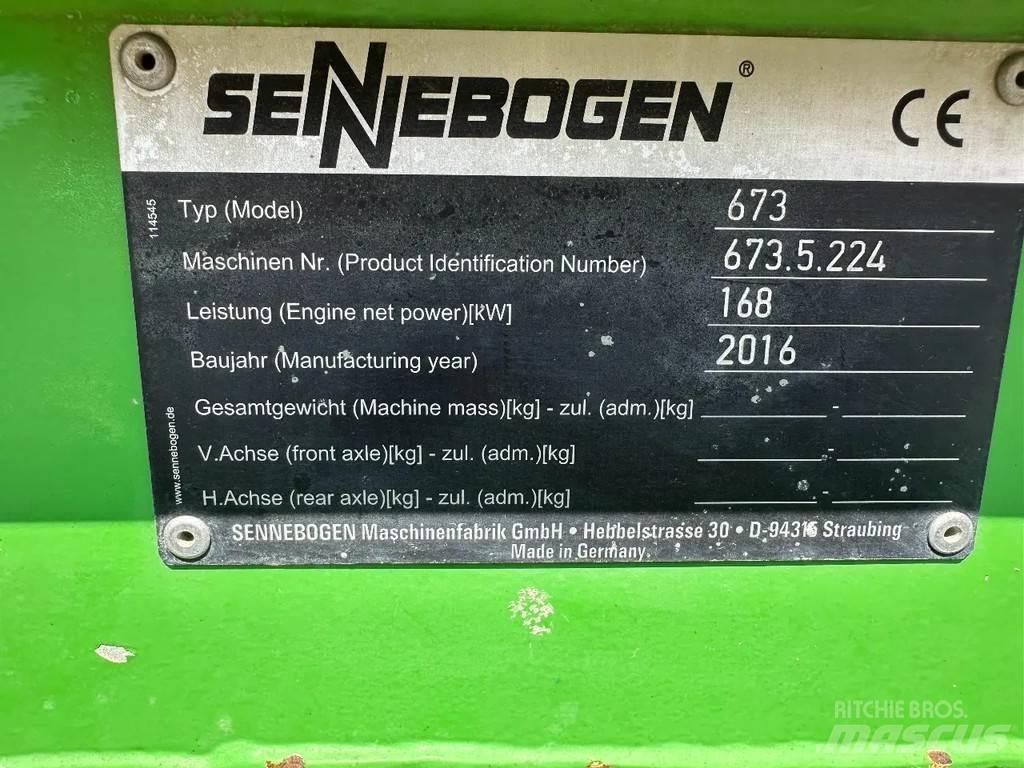 SENNEBOGEN®
CE
114545
Typ (Model) 673
Maschinen Nr. (Product Identification Number) 673.5.224
Leistung (Engine net power)[kW] 168
Baujahr (Manufacturing year) 2016
Gesamtgewicht (Machine mass)[kg] - zul. (adm.)[kg] -
V.Achse (front axle)[kg] - zul. (adm.)[kg] -
H.Achse (rear axle)[kg] - zul. (adm.)[kg] -
www.sennebogen.de
SENNEBOGEN Maschinenfabrik GmbH • Hebbelstrasse 30 • D-94315 Straubing
Made in Germany.
RITCHIE BROS.
mascus